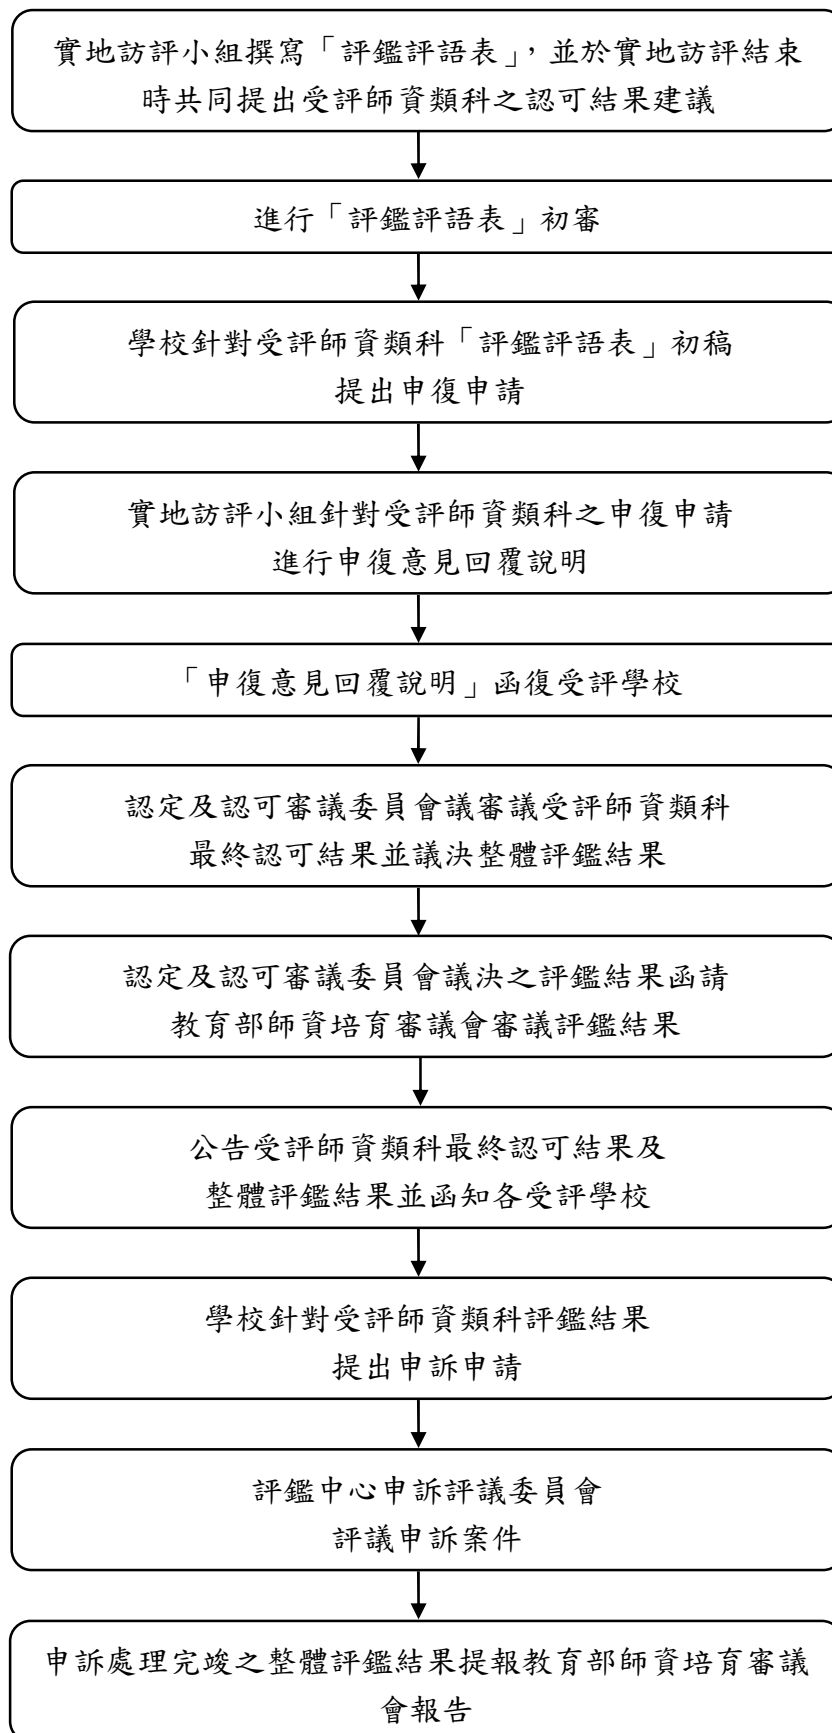 實地訪評小組撰寫「評鑑評語表」，並於實地訪評結束
時共同提出受評師資類科之認可結果建議
進行「評鑑評語表」初審
學校針對受評師資類科「評鑑評語表」初稿
提出申復申請
實地訪評小組針對受評師資類科之申復申請
進行申復意見回覆說明
「申復意見回覆說明」函復受評學校
認定及認可審議委員會議審議受評師資類科
最終認可結果並議決整體評鑑結果
認定及認可審議委員會議決之評鑑結果函請
教育部師資培育審議會審議評鑑結果
公告受評師資類科最終認可結果及
整體評鑑結果並函知各受評學校
學校針對受評師資類科評鑑結果
提出申訴申請
評鑑中心申訴評議委員會
評議申訴案件
申訴處理完竣之整體評鑑結果提報教育部師資培育審議
會報告